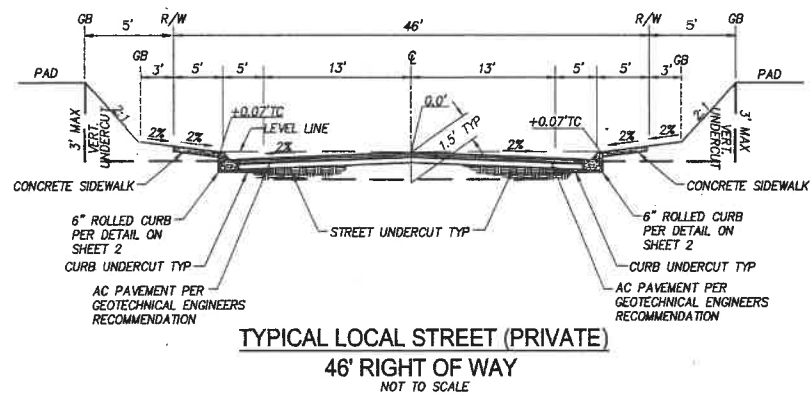 GB R/W R/W GB
5' 46' 5'
GB ℄ GB
3' 5' 5' 13' 13' 5' 5' 3'
PAD PAD
+0.07'TC 0.0' +0.07'TC
2:1 2:1
3' MAX
VERT.
UNDERCUT
3' MAX
VERT.
UNDERCUT
LEVEL LINE
1.5' TYP
2% 2% 2% 2% 2% 2%
CONCRETE SIDEWALK CONCRETE SIDEWALK
6" ROLLED CURB
PER DETAIL ON
SHEET 2
STREET UNDERCUT TYP
6" ROLLED CURB
PER DETAIL ON
SHEET 2
CURB UNDERCUT TYP CURB UNDERCUT TYP
AC PAVEMENT PER
GEOTECHNICAL ENGINEERS
RECOMMENDATION
AC PAVEMENT PER
GEOTECHNICAL ENGINEERS
RECOMMENDATION
TYPICAL LOCAL STREET (PRIVATE)
46' RIGHT OF WAY
NOT TO SCALE